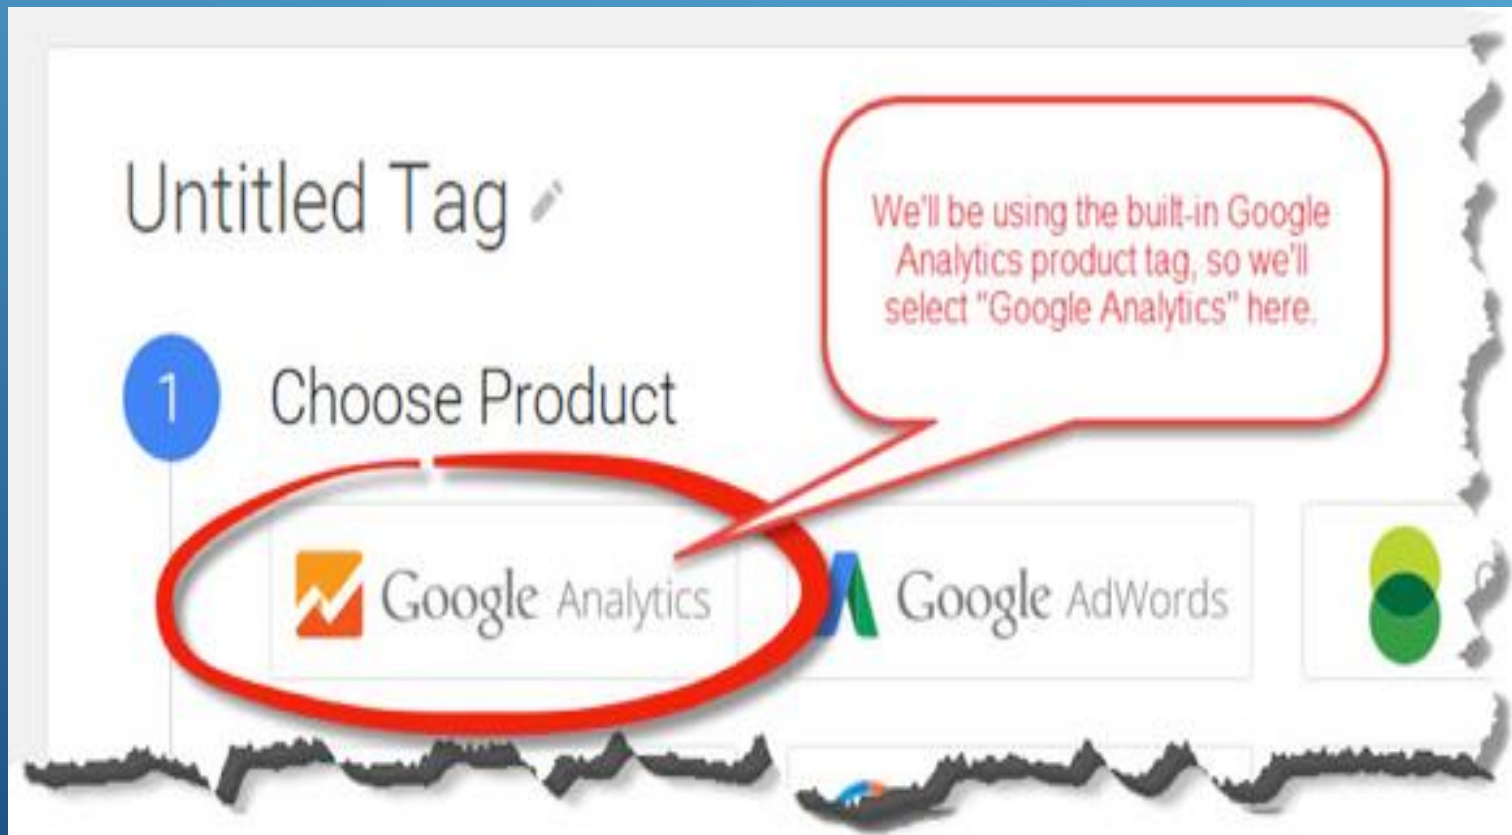 Untitled Tag
We'll be using the built-in Google
Analytics product tag, so we'll
select "Google Analytics" here.
1
Choose Product
Google Analytics
Google AdWords